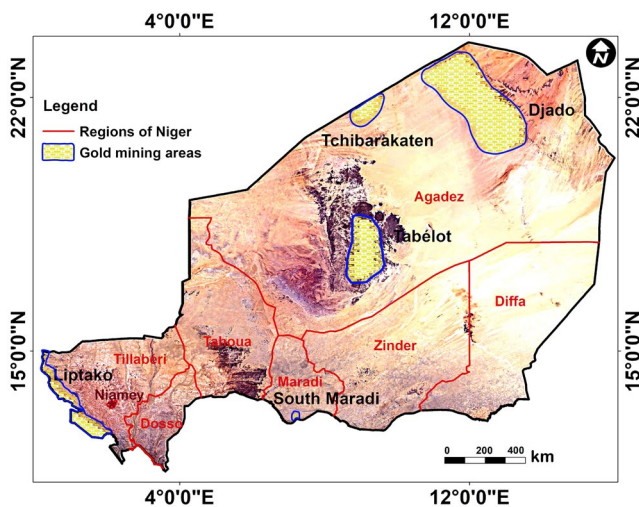 4°0'0"E
12°0'0"E
N
22°0'0"N
22°0'0"N
Legend
Regions of Niger
Gold mining areas
Djado
Tchibarakaten
Agadez
Tabélot
Diffa
Zinder
Tahoua
Tillabéri
15°0'0"N
15°0'0"N
Liptako
Maradi
Niamey
South Maradi
Dosso
0 200 400
km
4°0'0"E
12°0'0"E